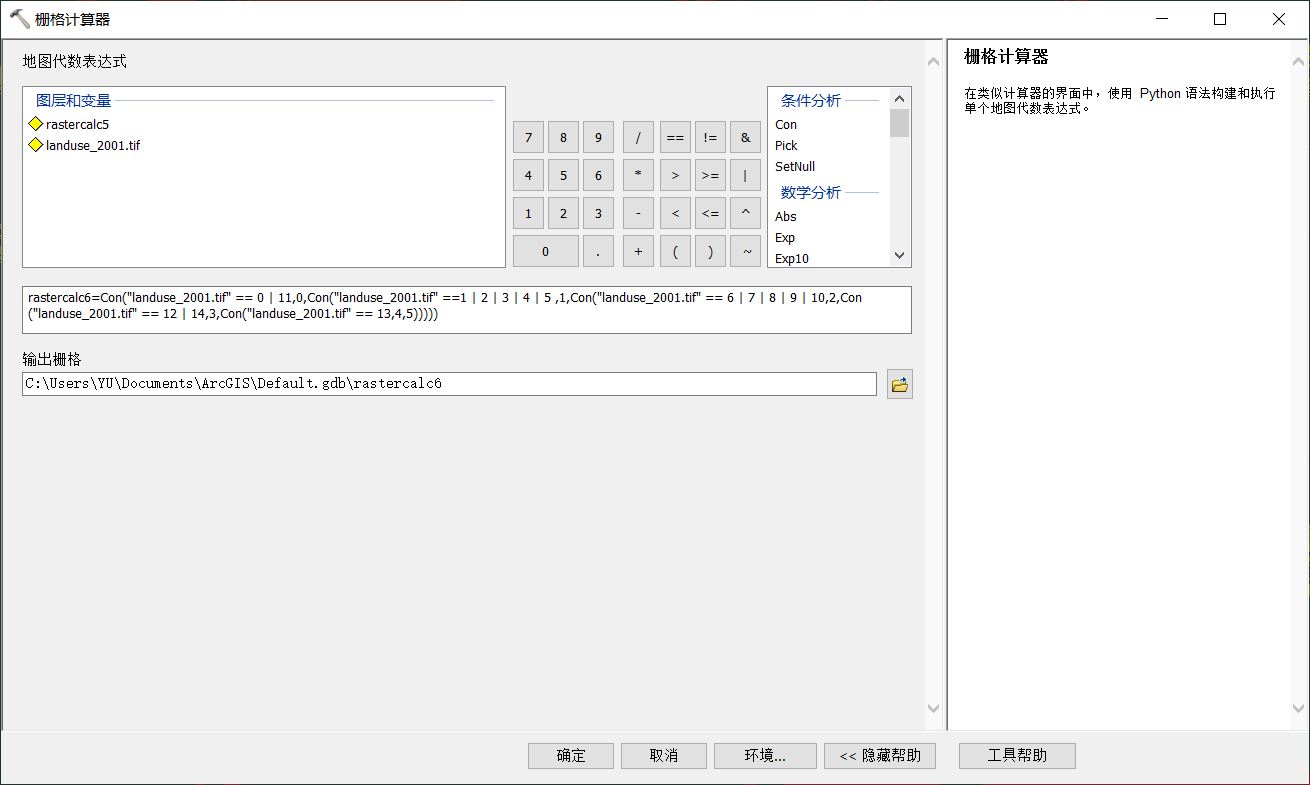 栅格计算器
地图代数表达式
图层和变量
rastercalc5
landuse_2001.tif
7 8 9 / == != &
4 5 6 * > >= |
1 2 3 - < <= ^
0 . + ( ) ~
条件分析
Con
Pick
SetNull
数学分析
Abs
Exp
Exp10
rastercalc6=Con("landuse_2001.tif" == 0 | 11,0,Con("landuse_2001.tif" ==1 | 2 | 3 | 4 | 5 ,1,Con("landuse_2001.tif" == 6 | 7 | 8 | 9 | 10,2,Con
("landuse_2001.tif" == 12 | 14,3,Con("landuse_2001.tif" == 13,4,5)))))
输出栅格
C:\Users\YU\Documents\ArcGIS\Default.gdb\rastercalc6
栅格计算器
在类似计算器的界面中，使用 Python 语法构建和执行
单个地图代数表达式。
确定 取消 环境... << 隐藏帮助 工具帮助